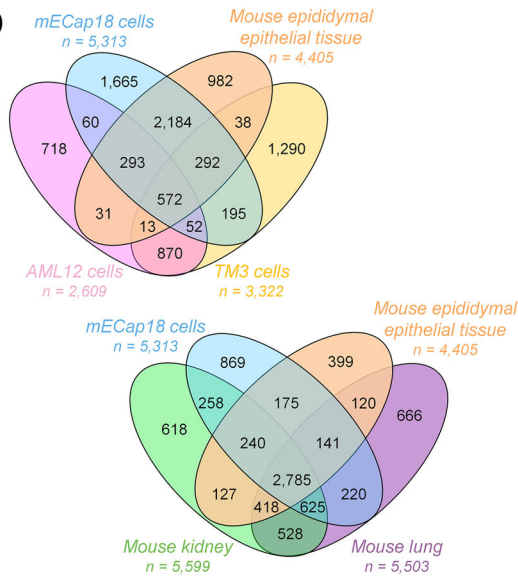 )
mECap18 cells
n = 5,313
Mouse epididymal
epithelial tissue
n = 4,405
1,665
982
60
2,184
38
718
1,290
293
292
572
31
195
13
52
870
AML12 cells
n = 2,609
TM3 cells
n = 3,322
mECap18 cells
n = 5,313
Mouse epididymal
epithelial tissue
n = 4,405
869
399
258
175
120
618
666
240
141
2,785
127
220
418
625
528
Mouse kidney
n = 5,599
Mouse lung
n = 5,503